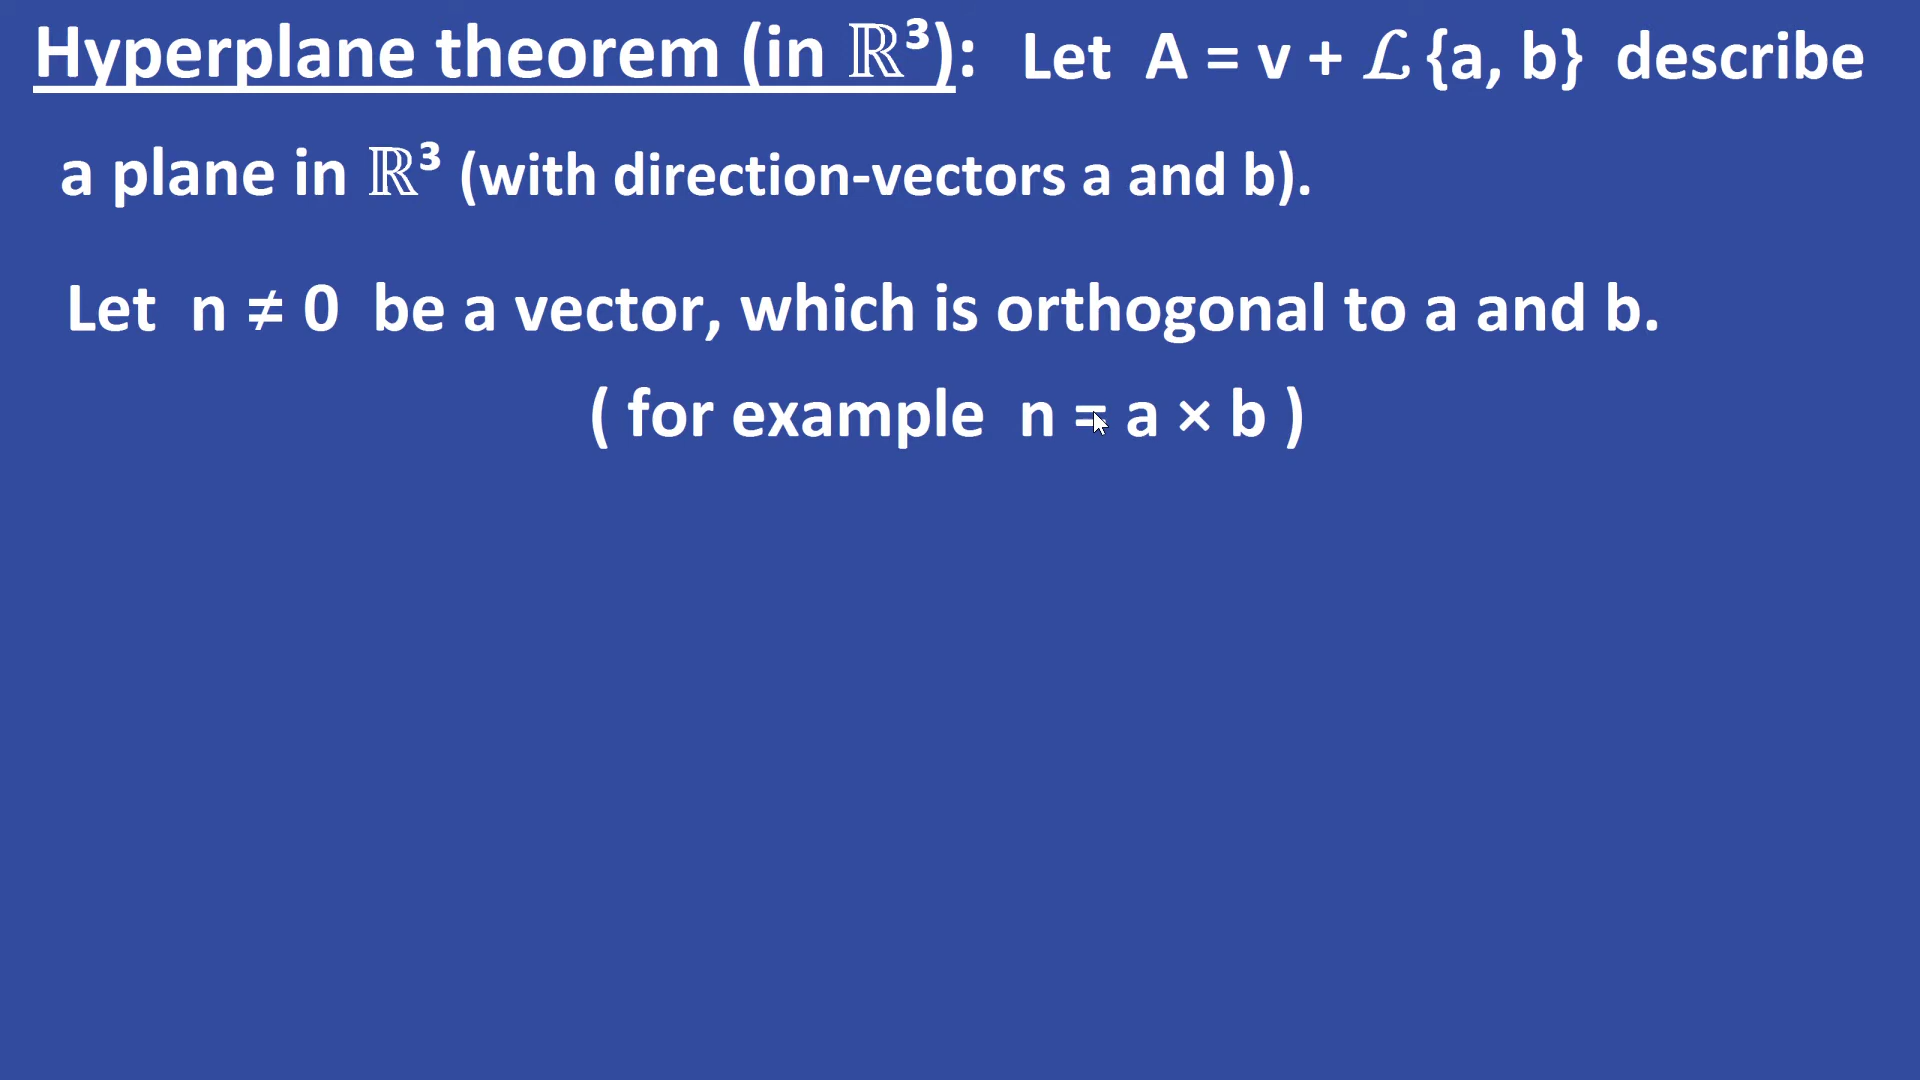 Hyperplane theorem (in ℝ³): Let A = v + ℒ {a, b} describe
a plane in ℝ³ (with direction-vectors a and b).
Let n ≠ 0 be a vector, which is orthogonal to a and b.
( for example n = a × b )